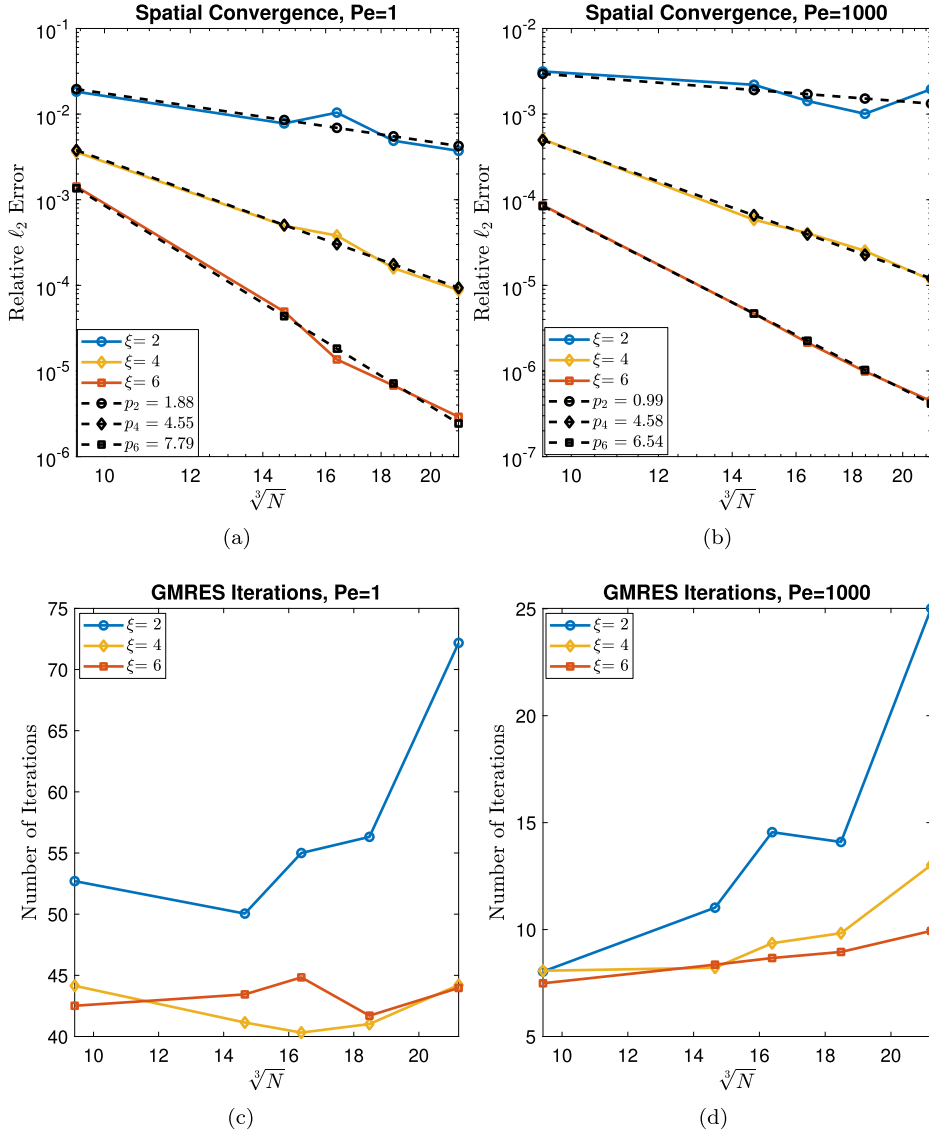 Spatial Convergence, Pe=1
10^-1
10^-2
10^-3
10^-4
10^-5
10^-6
Relative ℓ₂ Error
ξ= 2
ξ= 4
ξ= 6
p₂ = 1.88
p₄ = 4.55
p₆ = 7.79
10 12 14 16 18 20
∛N
(a)
Spatial Convergence, Pe=1000
10^-2
10^-3
10^-4
10^-5
10^-6
10^-7
Relative ℓ₂ Error
ξ= 2
ξ= 4
ξ= 6
p₂ = 0.99
p₄ = 4.58
p₆ = 6.54
10 12 14 16 18 20
∛N
(b)
GMRES Iterations, Pe=1
75
70
65
60
55
50
45
40
Number of Iterations
ξ= 2
ξ= 4
ξ= 6
10 12 14 16 18 20
∛N
(c)
GMRES Iterations, Pe=1000
25
20
15
10
5
Number of Iterations
ξ= 2
ξ= 4
ξ= 6
10 12 14 16 18 20
∛N
(d)